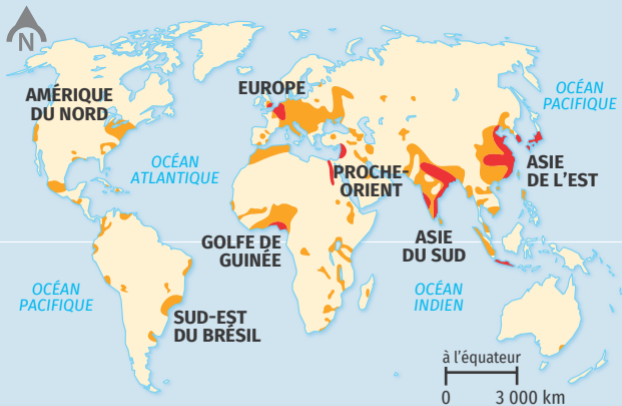 N
AMÉRIQUE
DU NORD
EUROPE
OCÉAN
PACIFIQUE
OCÉAN
ATLANTIQUE
PROCHE-
ORIENT
ASIE
DE L'EST
GOLFE DE
GUINÉE
ASIE
DU SUD
OCÉAN
PACIFIQUE
OCÉAN
INDIEN
SUD-EST
DU BRÉSIL
à l'équateur
0 3 000 km